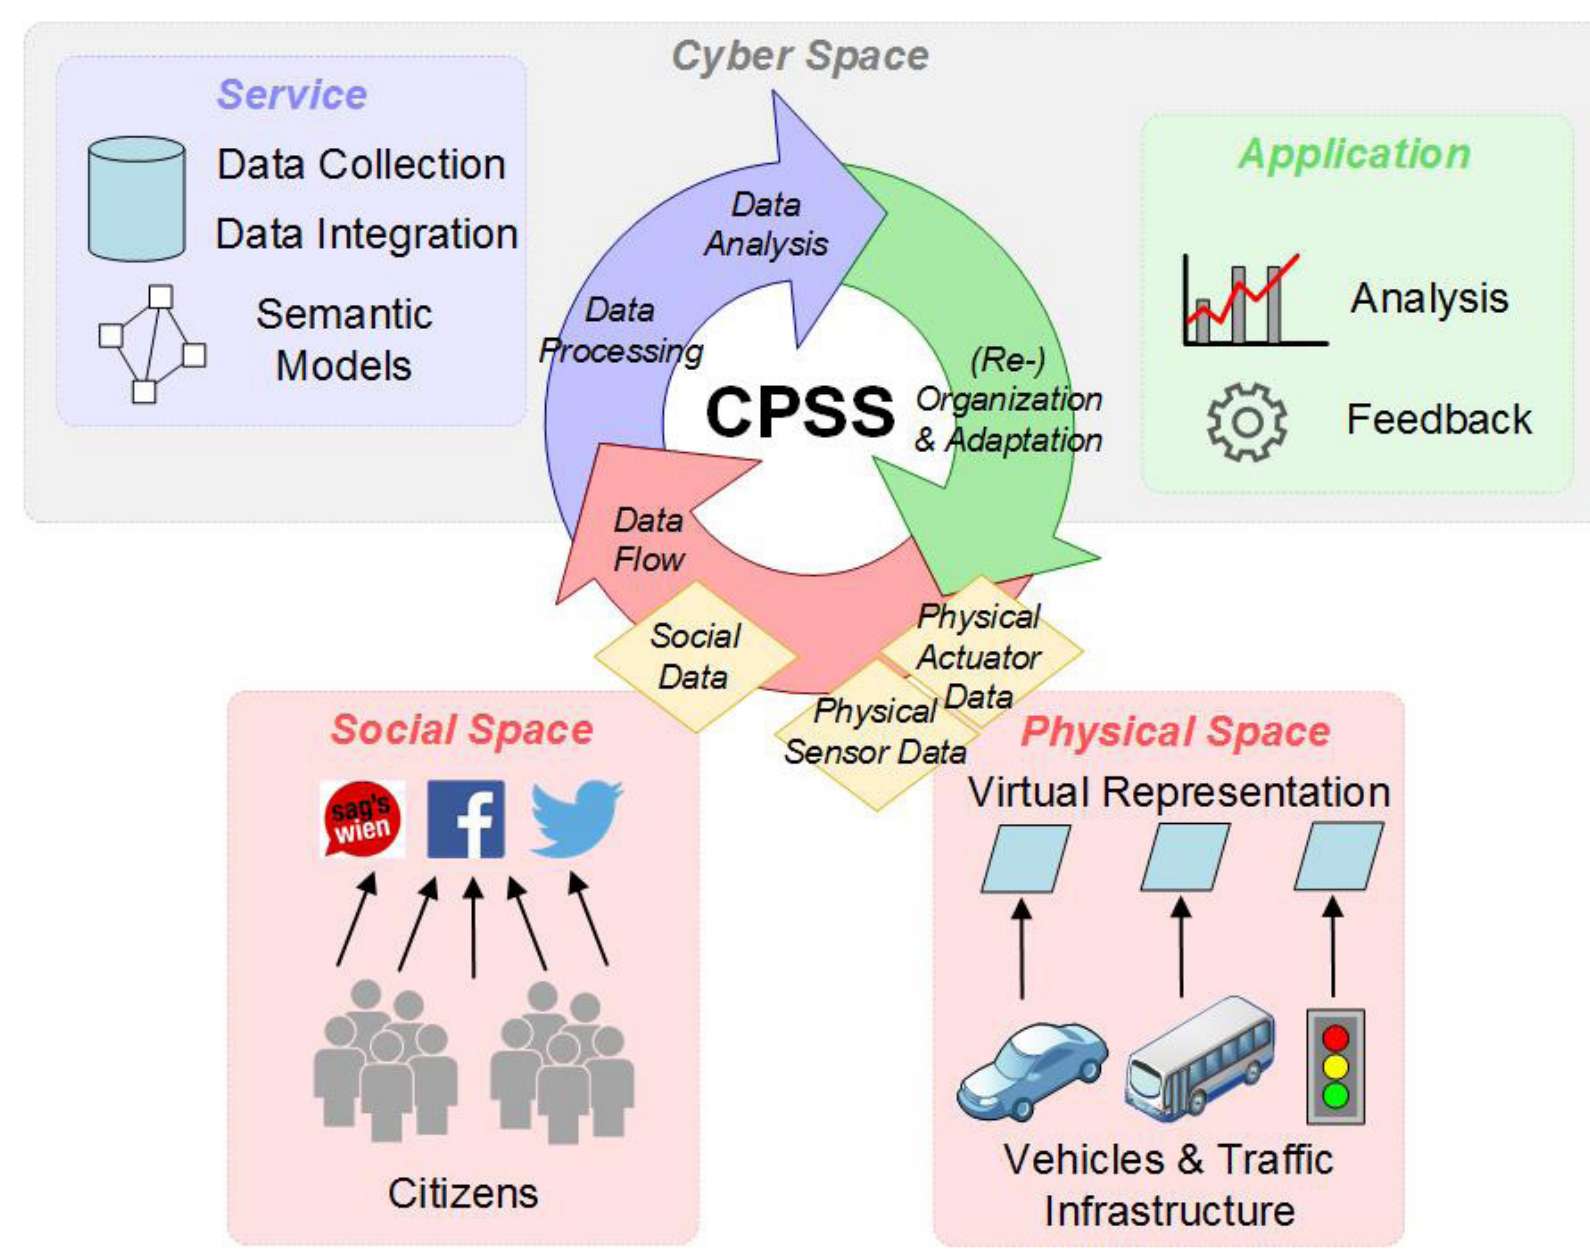 Cyber Space
Service
Data Collection
Data Integration
Semantic
Models
Application
Analysis
Feedback
Data
Analysis
Data
Processing
CPSS
(Re-)
Organization
& Adaptation
Data
Flow
Social
Data
Physical
Actuator
Data
Physical
Sensor Data
Social Space
sag's
wien
f
Citizens
Physical Space
Virtual Representation
Vehicles & Traffic
Infrastructure